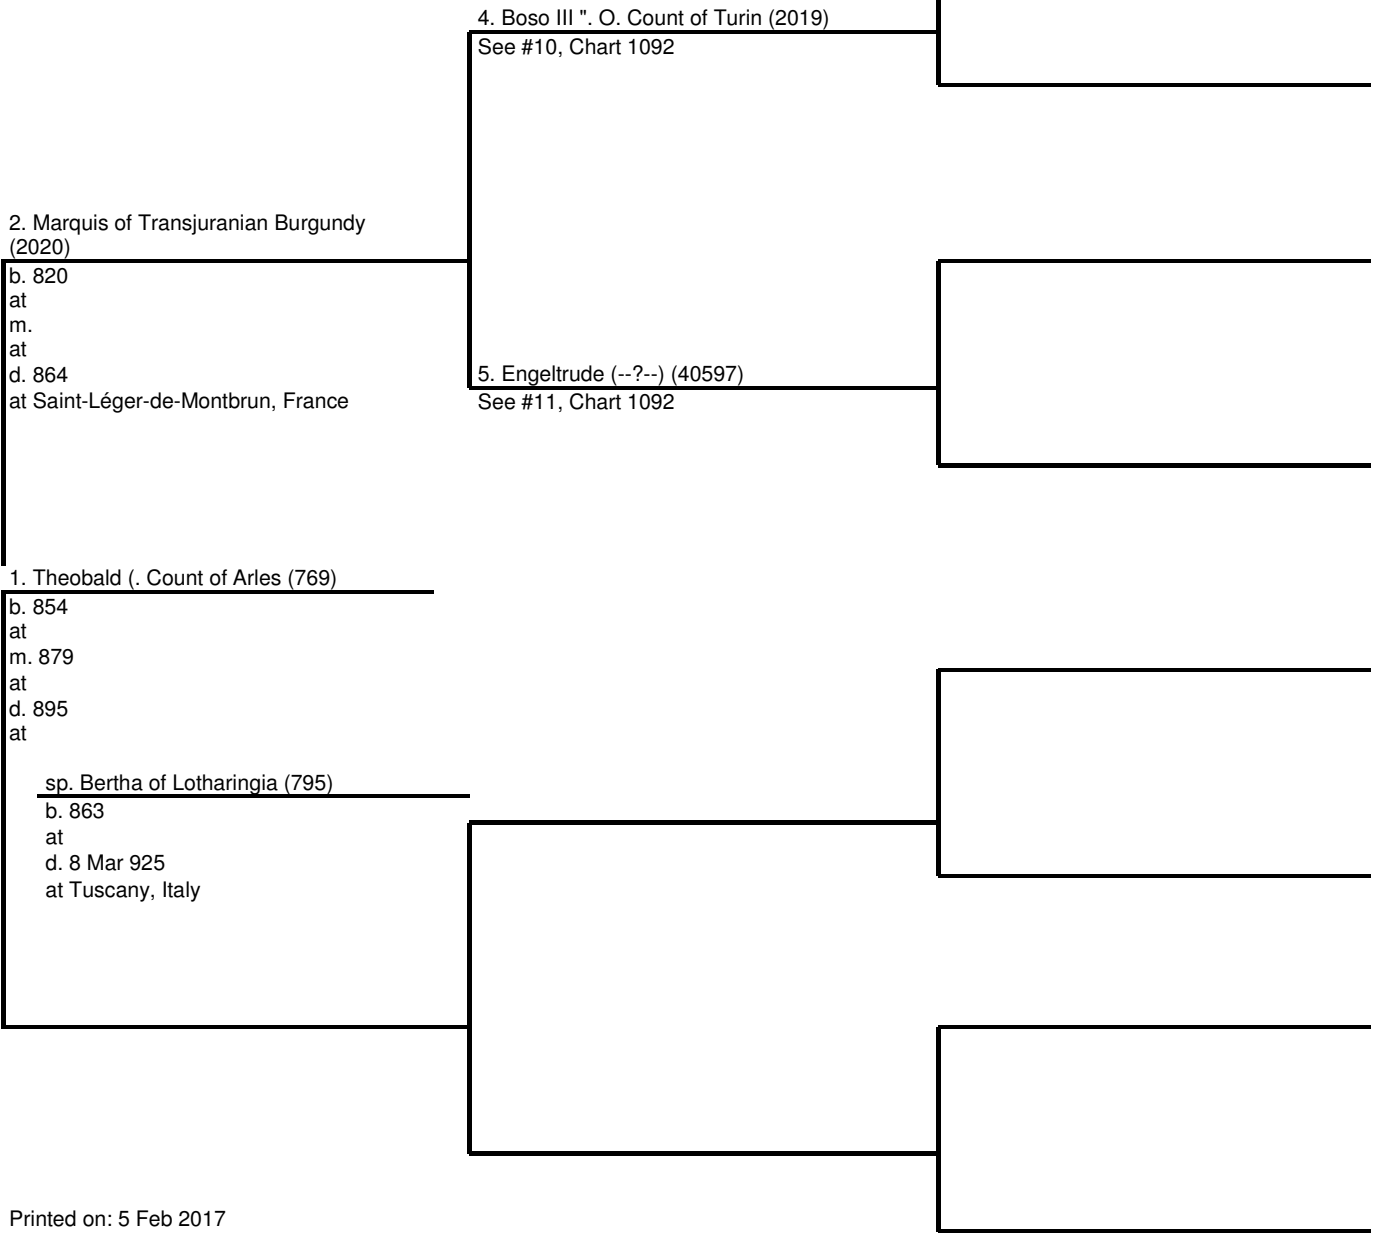 4. Boso III ". O. Count of Turin (2019)
See #10, Chart 1092
2. Marquis of Transjuranian Burgundy
(2020)
b. 820
at
m.
at
d. 864
at Saint-Léger-de-Montbrun, France
5. Engeltrude (--?--) (40597)
See #11, Chart 1092
1. Theobald (. Count of Arles (769)
b. 854
at
m. 879
at
d. 895
at
sp. Bertha of Lotharingia (795)
b. 863
at
d. 8 Mar 925
at Tuscany, Italy
Printed on: 5 Feb 2017